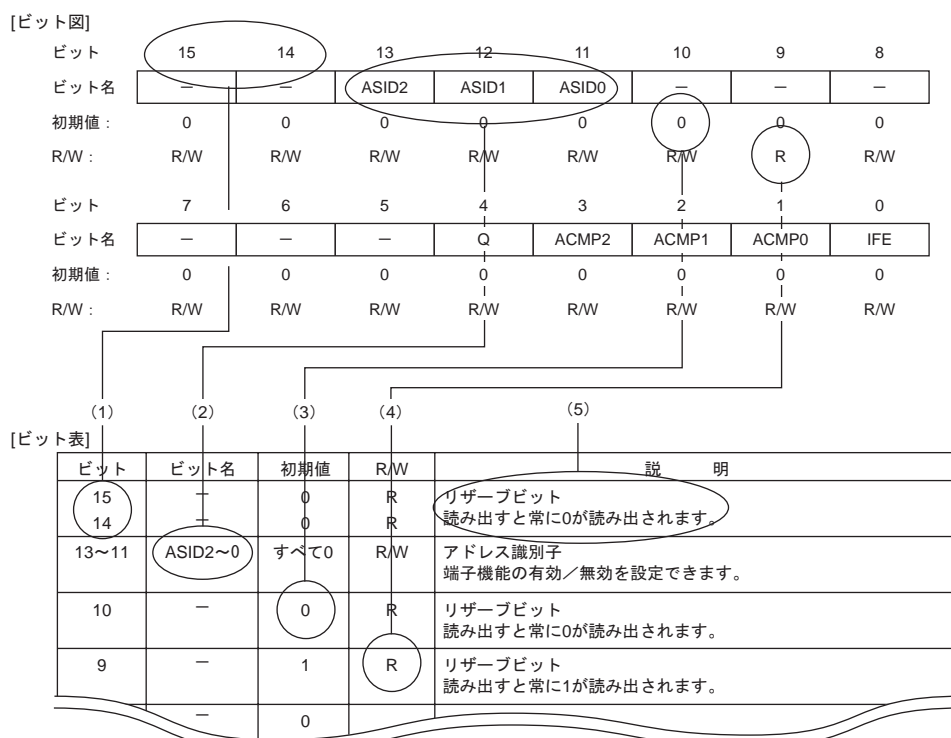 [ビット図]
ビット 15 14 13 12 11 10 9 8
ビット名 － － ASID2 ASID1 ASID0 － － －
初期値： 0 0 0 0 0 0 0 0
R/W： R/W R/W R/W R/W R/W R/W R R/W
ビット 7 6 5 4 3 2 1 0
ビット名 － － － Q ACMP2 ACMP1 ACMP0 IFE
初期値： 0 0 0 0 0 0 0 0
R/W： R/W R/W R/W R/W R/W R/W R/W R/W
（1） （2） （3） （4） （5）
[ビット表]
ビット ビット名 初期値 R/W 説 明
15 － 0 R リザーブビット
14 － 0 R 読み出すと常に0が読み出されます。
13～11 ASID2～0 すべて0 R/W アドレス識別子
端子機能の有効／無効を設定できます。
10 － 0 R リザーブビット
読み出すと常に0が読み出されます。
9 － 1 R リザーブビット
読み出すと常に1が読み出されます。
－ 0